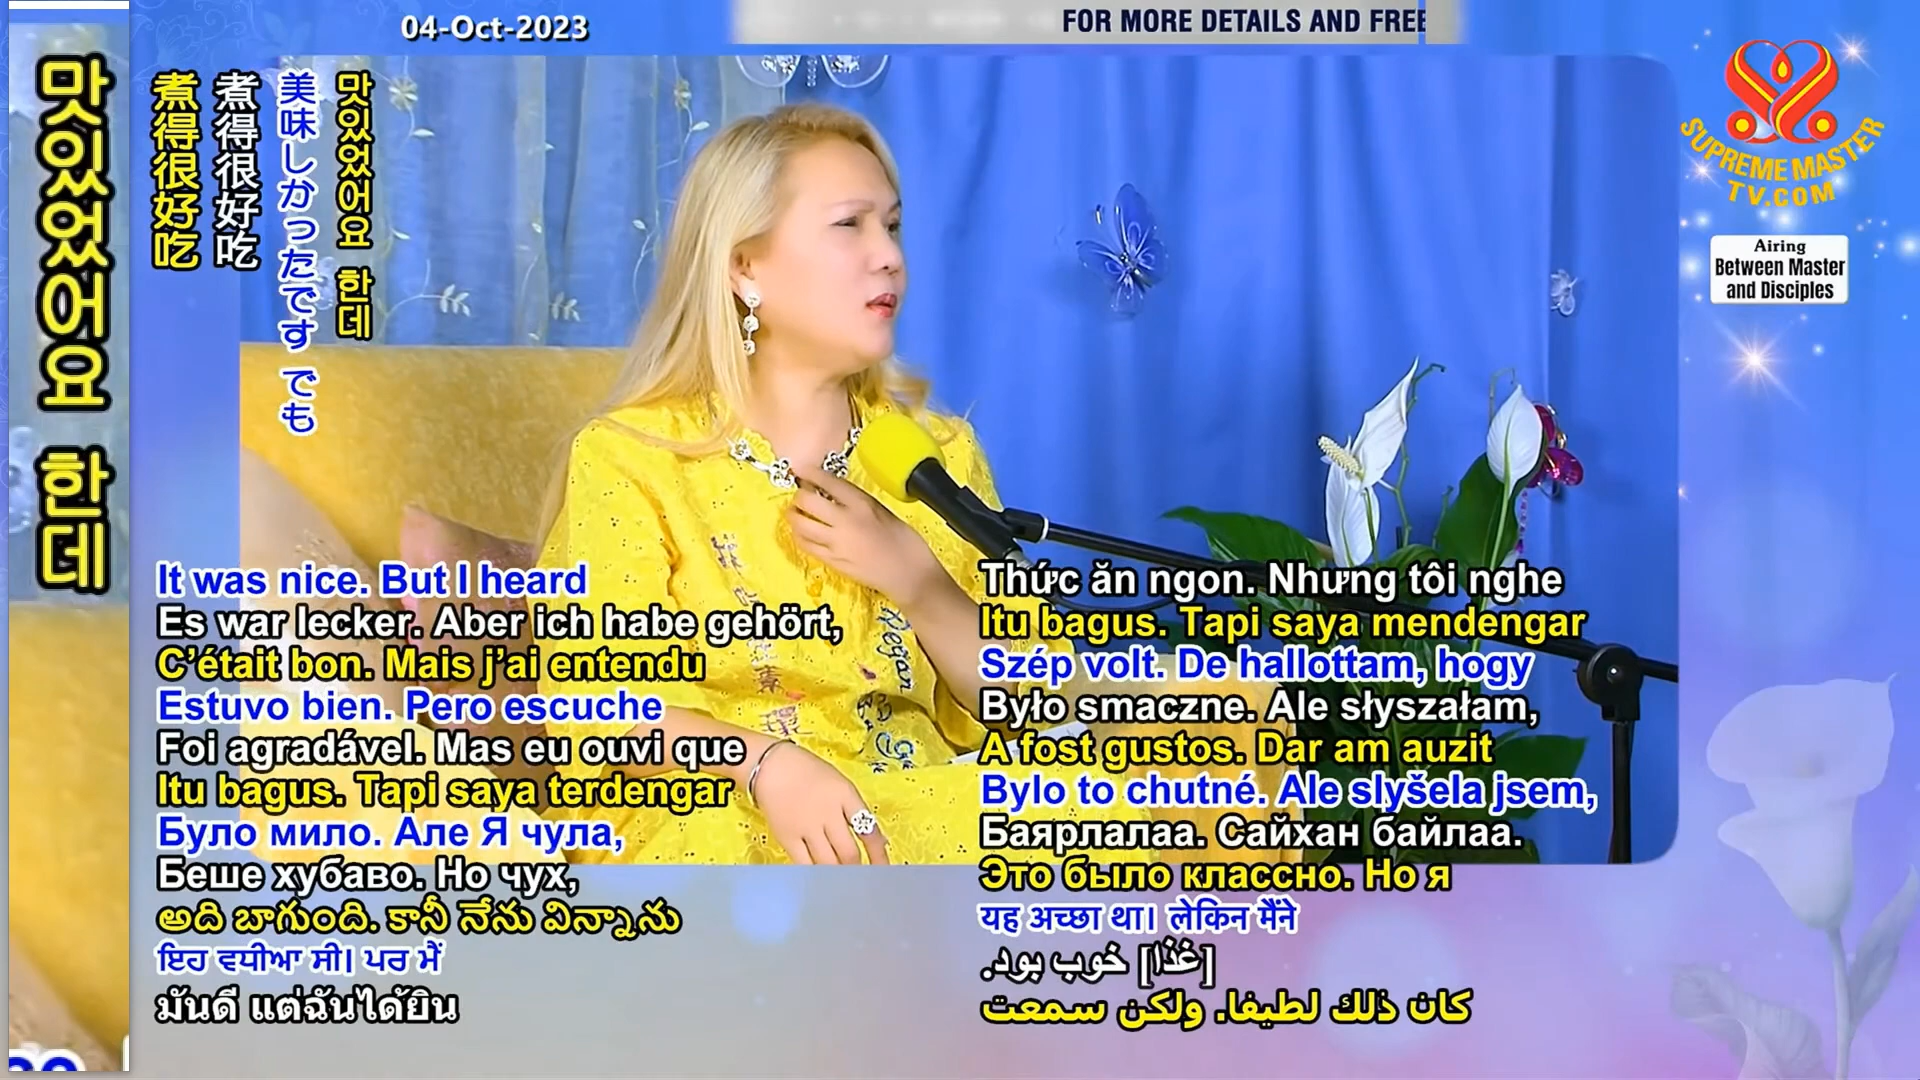 04-Oct-2023
FOR MORE DETAILS AND FREE
SUPREME MASTER
TV.COM
Airing
Between Master
and Disciples
맛있었어요 한데
煮得很好吃
煮得很好吃
美味しかったです でも
맛있었어요 한데
It was nice. But I heard
Es war lecker. Aber ich habe gehört,
C’était bon. Mais j’ai entendu
Estuvo bien. Pero escuche
Foi agradável. Mas eu ouvi que
Itu bagus. Tapi saya terdengar
Було мило. Але Я чула,
Беше хубаво. Но чух,
అది బాగుంది. కానీ నేను విన్నాను
ਇਹ ਵਧੀਆ ਸੀ। ਪਰ ਮੈਂ
มันดี แต่ฉันได้ยิน
Thức ăn ngon. Nhưng tôi nghe
Itu bagus. Tapi saya mendengar
Szép volt. De hallottam, hogy
Było smaczne. Ale słyszałam,
A fost gustos. Dar am auzit
Bylo to chutné. Ale slyšela jsem,
Баярлалаа. Сайхан байлаа.
Это было классно. Но я
यह अच्छा था। लेकिन मैंने
[غذا] خوب بود.
كان ذلك لطيفا. ولكن سمعت
Vegan